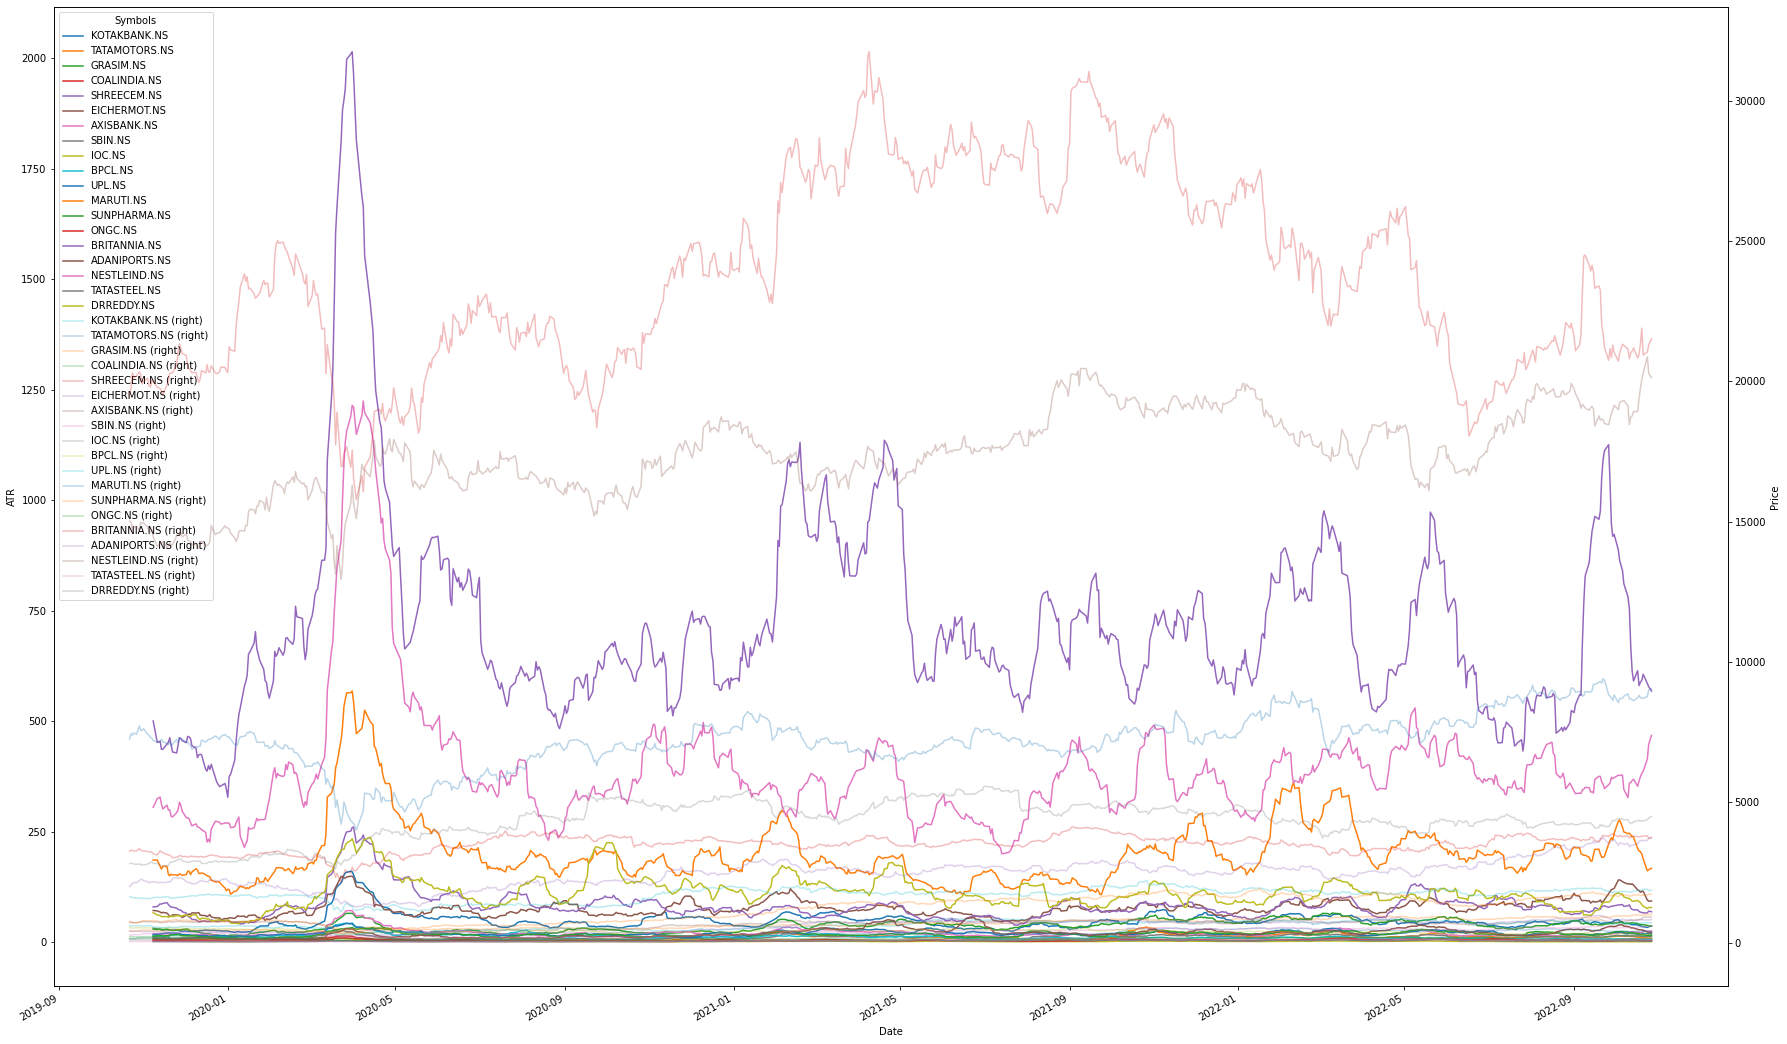 Symbols
KOTAKBANK.NS
TATAMOTORS.NS
GRASIM.NS
COALINDIA.NS
SHREECEM.NS
EICHERMOT.NS
AXISBANK.NS
SBIN.NS
IOC.NS
BPCL.NS
UPL.NS
MARUTI.NS
SUNPHARMA.NS
ONGC.NS
BRITANNIA.NS
ADANIPORTS.NS
NESTLEIND.NS
TATASTEEL.NS
DRREDDY.NS
KOTAKBANK.NS (right)
TATAMOTORS.NS (right)
GRASIM.NS (right)
COALINDIA.NS (right)
SHREECEM.NS (right)
EICHERMOT.NS (right)
AXISBANK.NS (right)
SBIN.NS (right)
IOC.NS (right)
BPCL.NS (right)
UPL.NS (right)
MARUTI.NS (right)
SUNPHARMA.NS (right)
ONGC.NS (right)
BRITANNIA.NS (right)
ADANIPORTS.NS (right)
NESTLEIND.NS (right)
TATASTEEL.NS (right)
DRREDDY.NS (right)
2000
1750
1500
1250
1000
750
500
250
0
ATR
30000
25000
20000
15000
10000
5000
0
Price
2019-09
2020-01
2020-05
2020-09
2021-01
2021-05
2021-09
2022-01
2022-05
2022-09
Date